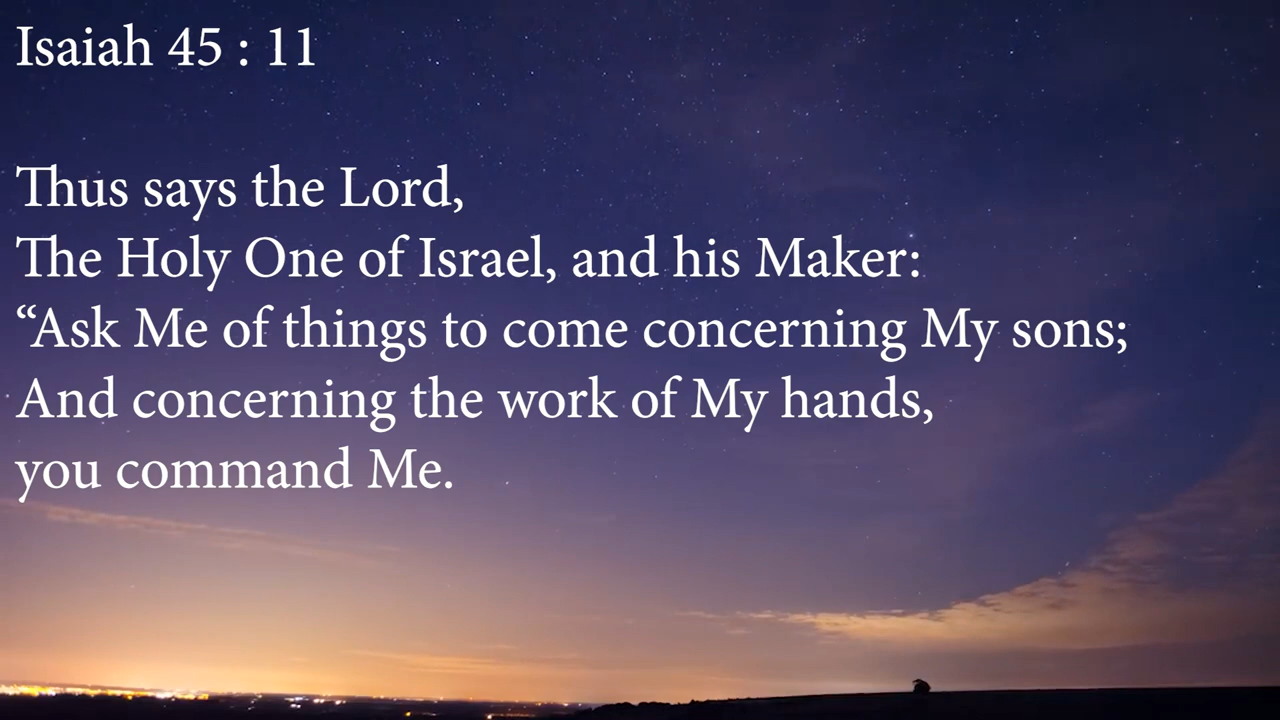 Isaiah 45 : 11
Thus says the Lord,
The Holy One of Israel, and his Maker:
“Ask Me of things to come concerning My sons;
And concerning the work of My hands,
you command Me.